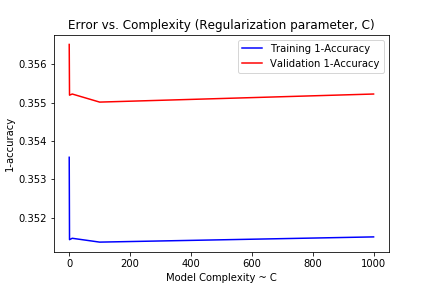 Error vs. Complexity (Regularization parameter, C)
Training 1-Accuracy
Validation 1-Accuracy
0.356
0.355
0.354
0.353
0.352
1-accuracy
0 200 400 600 800 1000
Model Complexity ~ C